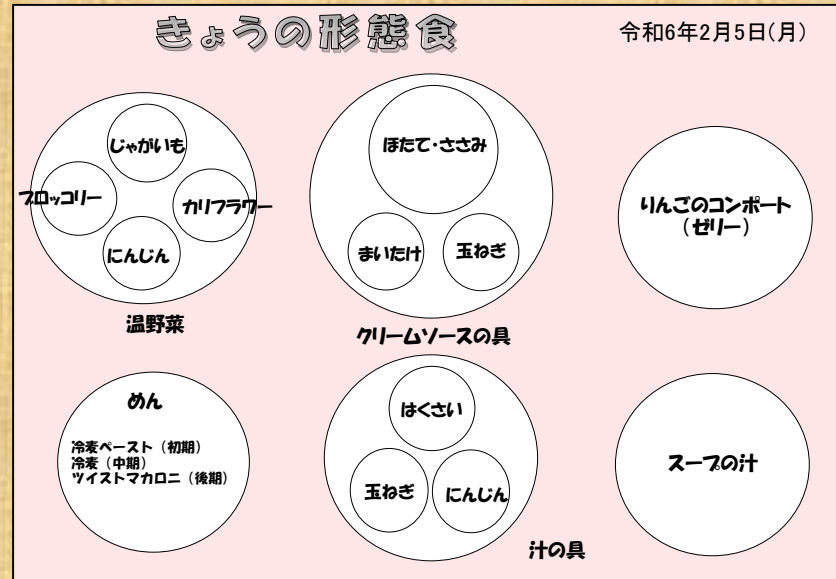 きょうの形態食
令和6年2月5日(月)
じゃがいも
ブロッコリー
カリフラワー
にんじん
温野菜
ほたて・ささみ
まいたけ
玉ねぎ
クリームソースの具
りんごのコンポート
(ゼリー)
めん
冷麦ペースト(初期)
冷麦(中期)
ツイストマカロニ(後期)
はくさい
玉ねぎ
にんじん
汁の具
スープの汁